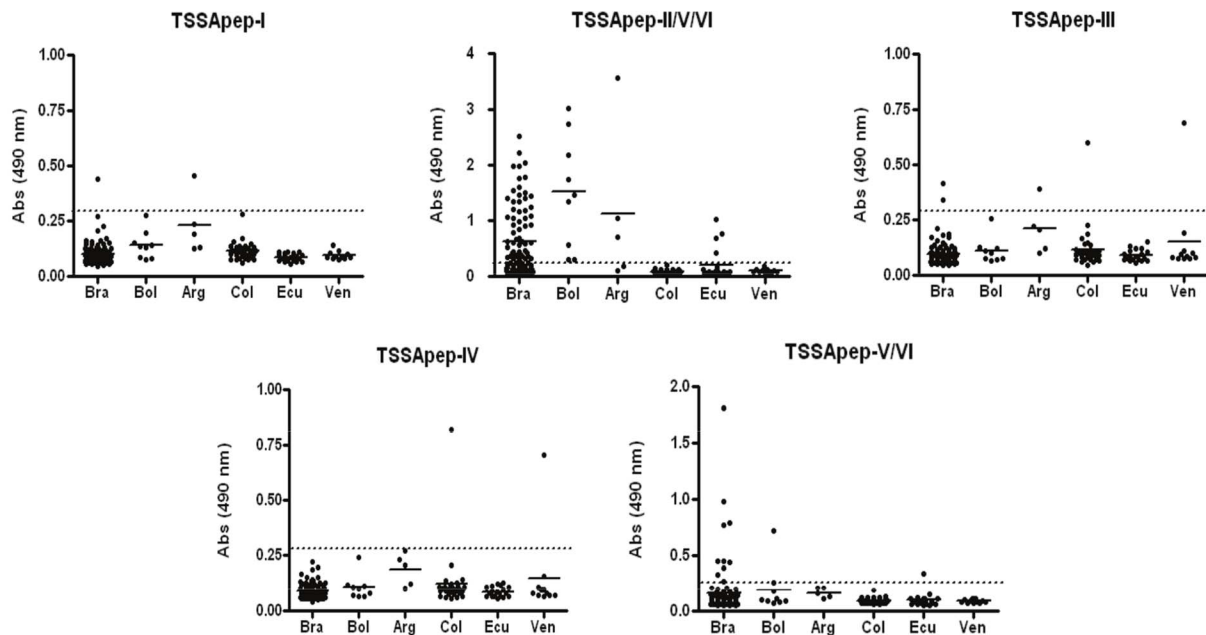 TSSApep-I
Abs (490 nm)
1.00
0.75
0.50
0.25
0.00
Bra Bol Arg Col Ecu Ven
TSSApep-II/V/VI
Abs (490 nm)
4
3
2
1
0
Bra Bol Arg Col Ecu Ven
TSSApep-III
Abs (490 nm)
1.00
0.75
0.50
0.25
0.00
Bra Bol Arg Col Ecu Ven
TSSApep-IV
Abs (490 nm)
1.00
0.75
0.50
0.25
0.00
Bra Bol Arg Col Ecu Ven
TSSApep-V/VI
Abs (490 nm)
2.0
1.5
1.0
0.5
0.0
Bra Bol Arg Col Ecu Ven